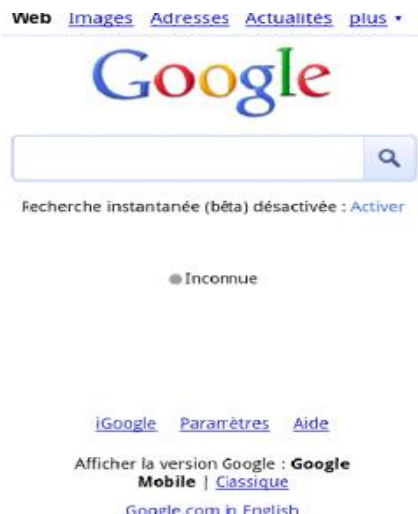 Web Images Adresses Actualités plus
Google
Recherche instantanée (bêta) désactivée : Activer
Inconnue
iGoogle Paramètres Aide
Afficher la version Google : Google
Mobile | Classique
Google.com in English